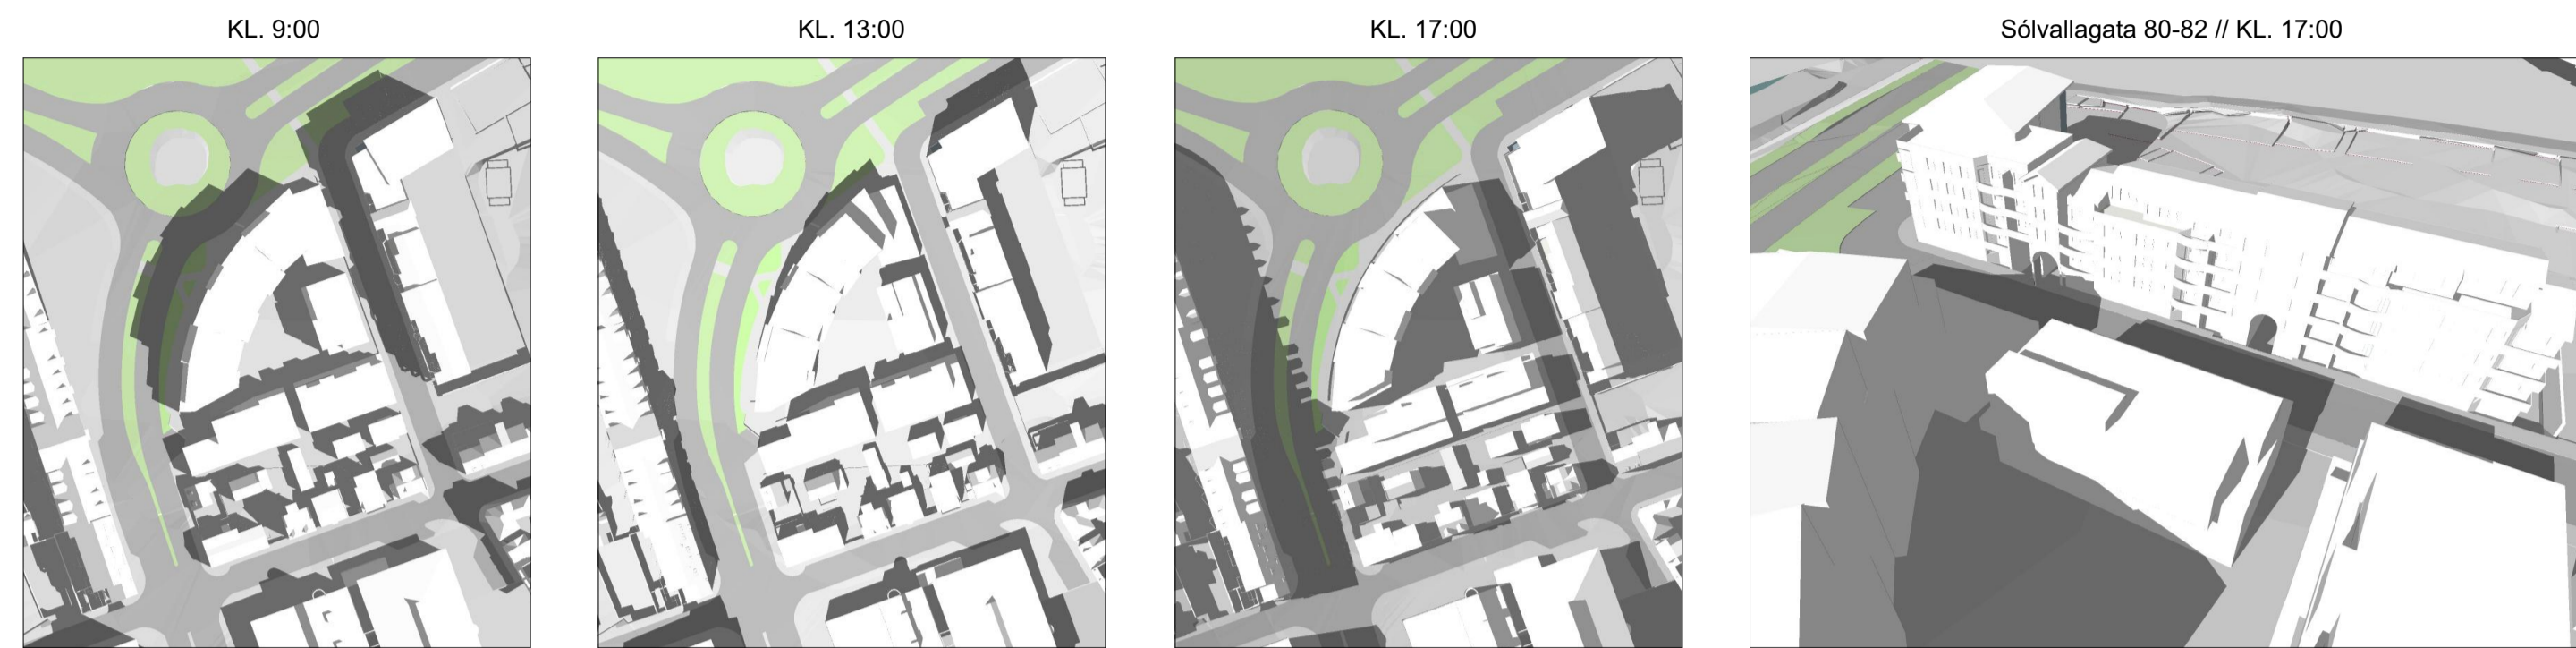 KL. 9:00
KL. 13:00
KL. 17:00
Sólvallagata 80-82 // KL. 17:00